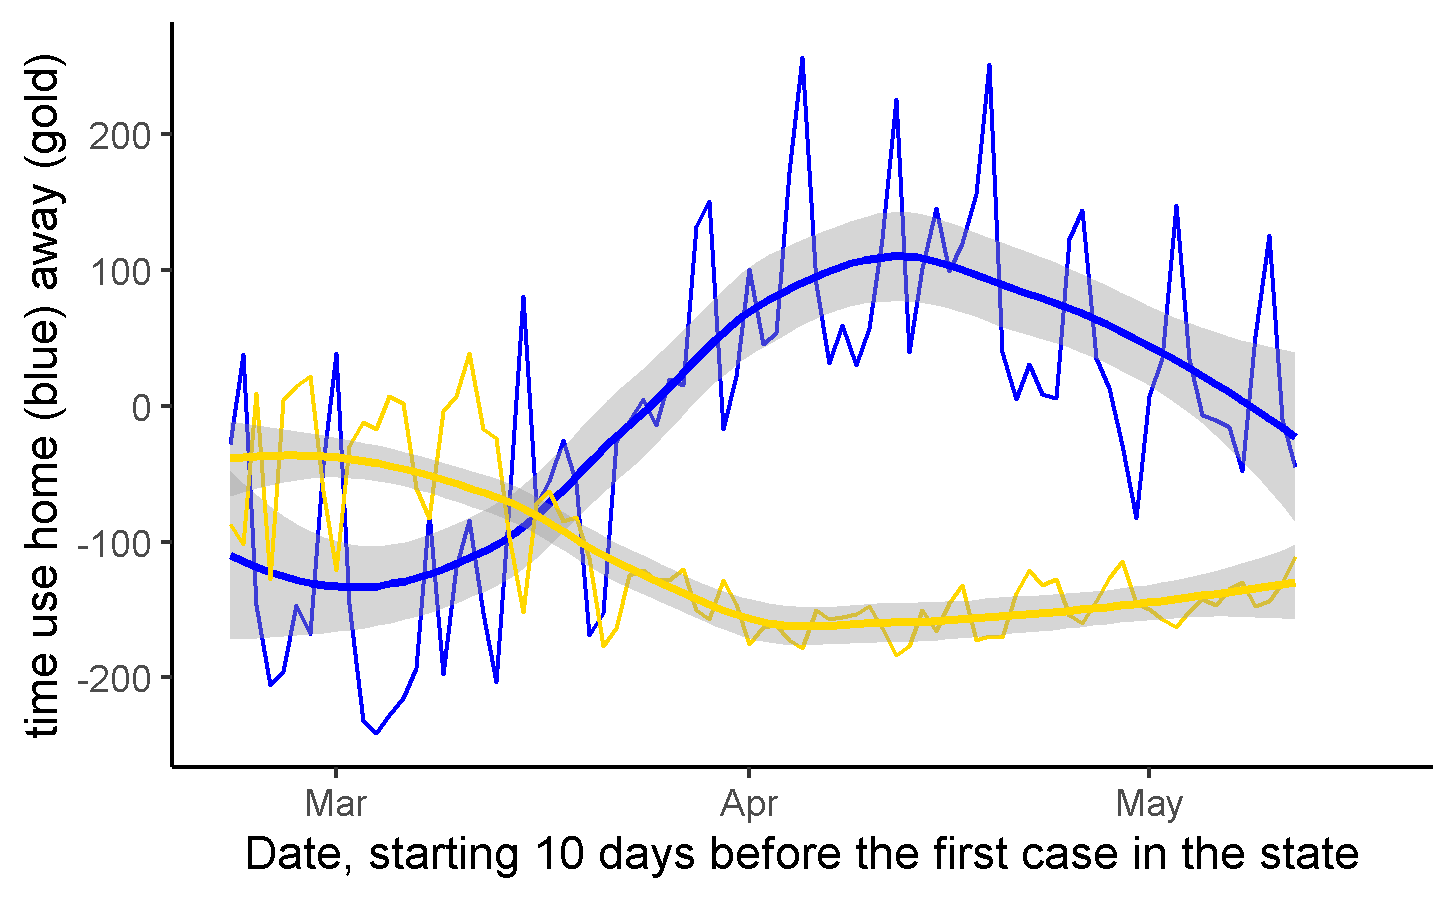 time use home (blue) away (gold)
200
100
0
-100
-200
Mar
Apr
May
Date, starting 10 days before the first case in the state